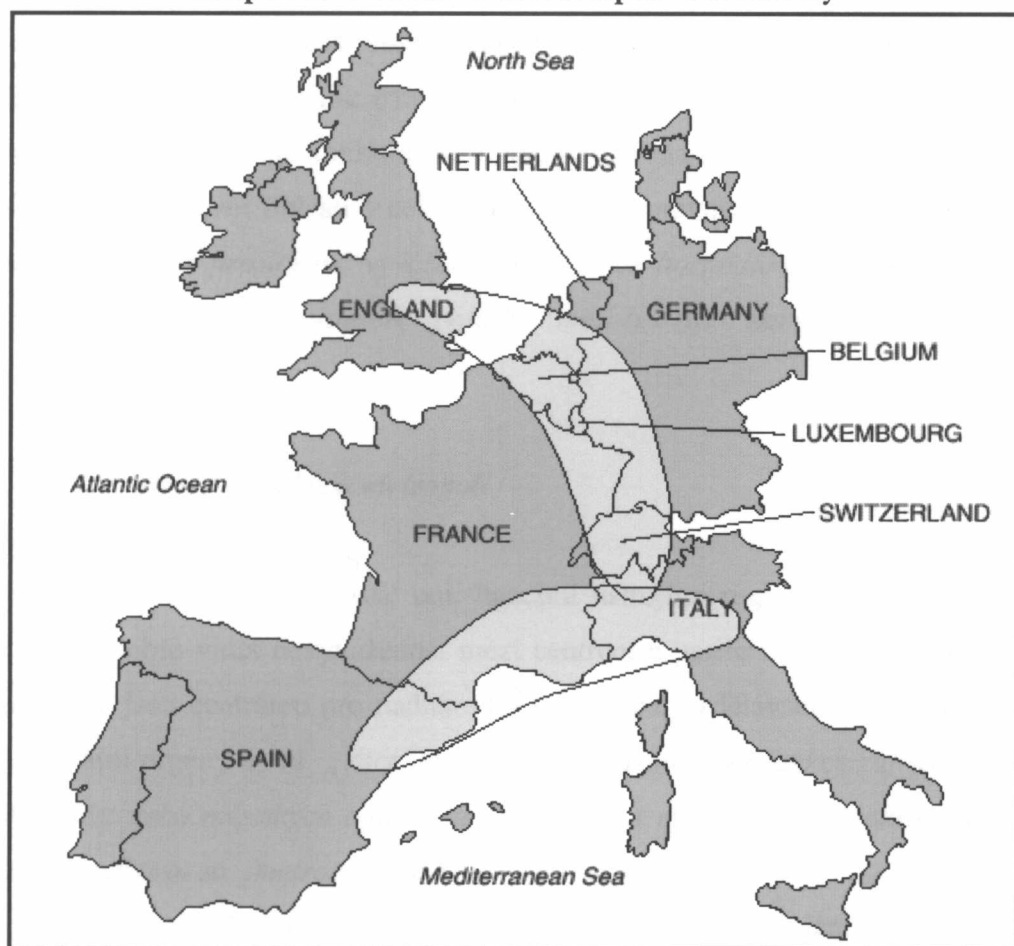 North Sea
NETHERLANDS
ENGLAND
GERMANY
BELGIUM
LUXEMBOURG
Atlantic Ocean
SWITZERLAND
FRANCE
ITALY
SPAIN
Mediterranean Sea